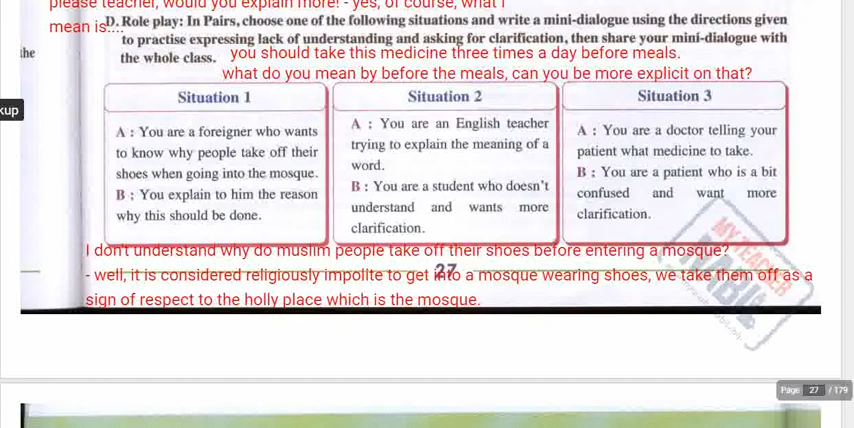 please teacher, would you explain more! - yes, of course, what I
mean is....
D. Role play: In Pairs, choose one of the following situations and write a mini-dialogue using the directions given
to practise expressing lack of understanding and asking for clarification, then share your mini-dialogue with
the whole class.
the
you should take this medicine three times a day before meals.
what do you mean by before the meals, can you be more explicit on that?
kup
Situation 1
A : You are a foreigner who wants
to know why people take off their
shoes when going into the mosque.
B : You explain to him the reason
why this should be done.
Situation 2
A : You are an English teacher
trying to explain the meaning of a
word.
B : You are a student who doesn't
understand and wants more
clarification.
Situation 3
A : You are a doctor telling your
patient what medicine to take.
B : You are a patient who is a bit
confused and want more
clarification.
I don't understand why do muslim people take off their shoes before entering a mosque?
- well, it is considered religiously impolite to get into a mosque wearing shoes, we take them off as a
sign of respect to the holly place which is the mosque.
27
MY TEACHER
NABIL
Page 27 / 179